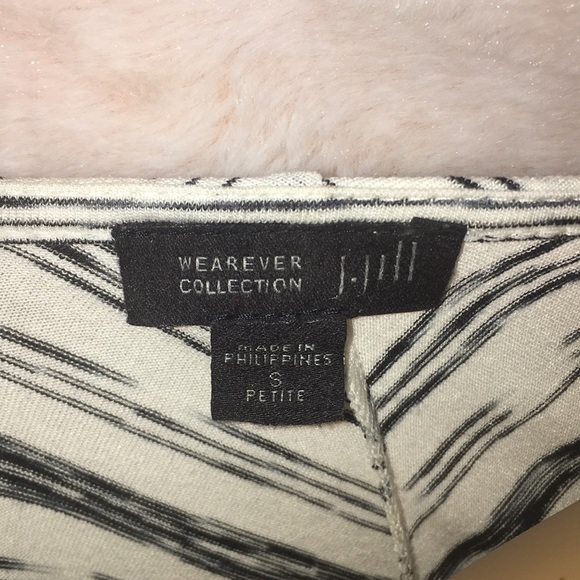 WEAREVER
COLLECTION
J.Jill
MADE IN
PHILIPPINES
S
PETITE